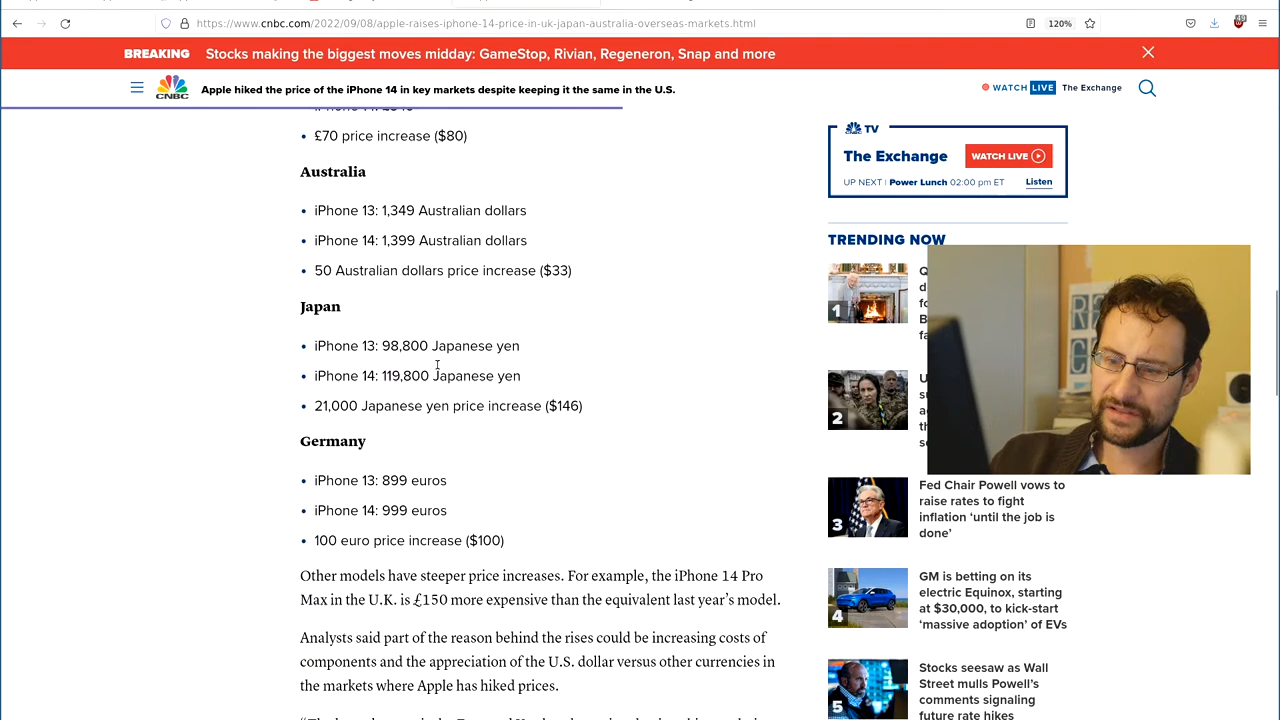 https://www.cnbc.com/2022/09/08/apple-raises-iphone-14-price-in-uk-japan-australia-overseas-markets.html
120%
BREAKING Stocks making the biggest moves midday: GameStop, Rivian, Regeneron, Snap and more
CNBC
Apple hiked the price of the iPhone 14 in key markets despite keeping it the same in the U.S.
WATCH LIVE The Exchange
• £70 price increase ($80)
Australia
• iPhone 13: 1,349 Australian dollars
• iPhone 14: 1,399 Australian dollars
• 50 Australian dollars price increase ($33)
Japan
• iPhone 13: 98,800 Japanese yen
• iPhone 14: 119,800 Japanese yen
• 21,000 Japanese yen price increase ($146)
Germany
• iPhone 13: 899 euros
• iPhone 14: 999 euros
• 100 euro price increase ($100)
Other models have steeper price increases. For example, the iPhone 14 Pro
Max in the U.K. is £150 more expensive than the equivalent last year's model.
Analysts said part of the reason behind the rises could be increasing costs of
components and the appreciation of the U.S. dollar versus other currencies in
the markets where Apple has hiked prices.
CNBC TV
The Exchange
WATCH LIVE
UP NEXT | Power Lunch 02:00 pm ET
Listen
TRENDING NOW
1
2
3
Fed Chair Powell vows to
raise rates to fight
inflation 'until the job is
done'
4
GM is betting on its
electric Equinox, starting
at $30,000, to kick-start
'massive adoption' of EVs
5
Stocks seesaw as Wall
Street mulls Powell's
comments signaling
future rate hikes